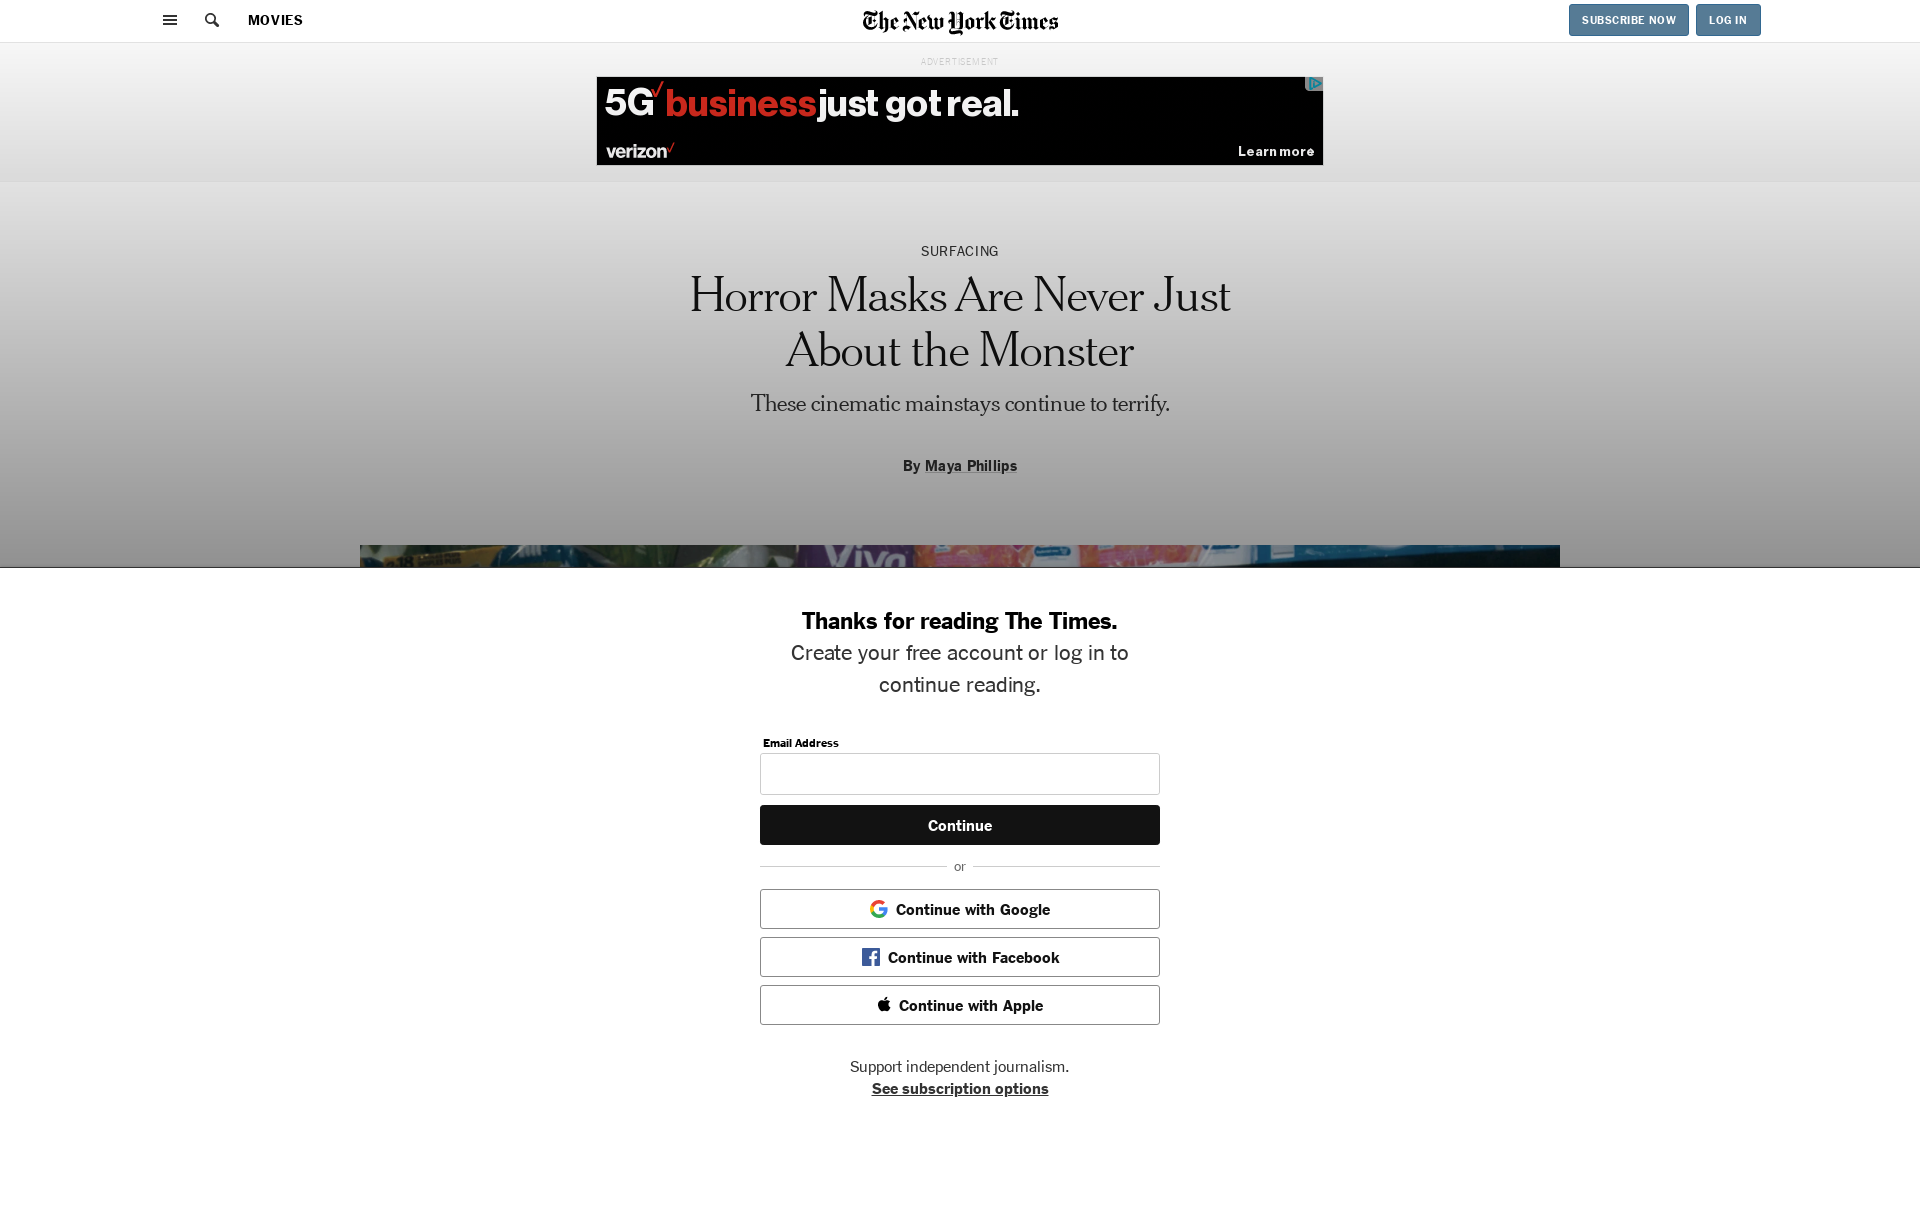 MOVIES
The New York Times
SUBSCRIBE NOW
LOG IN
ADVERTISEMENT
5G business just got real.
verizon
Learn more
SURFACING
Horror Masks Are Never Just
About the Monster
These cinematic mainstays continue to terrify.
By Maya Phillips
Viva
Thanks for reading The Times.
Create your free account or log in to
continue reading.
Email Address
Continue
or
Continue with Google
Continue with Facebook
Continue with Apple
Support independent journalism.
See subscription options